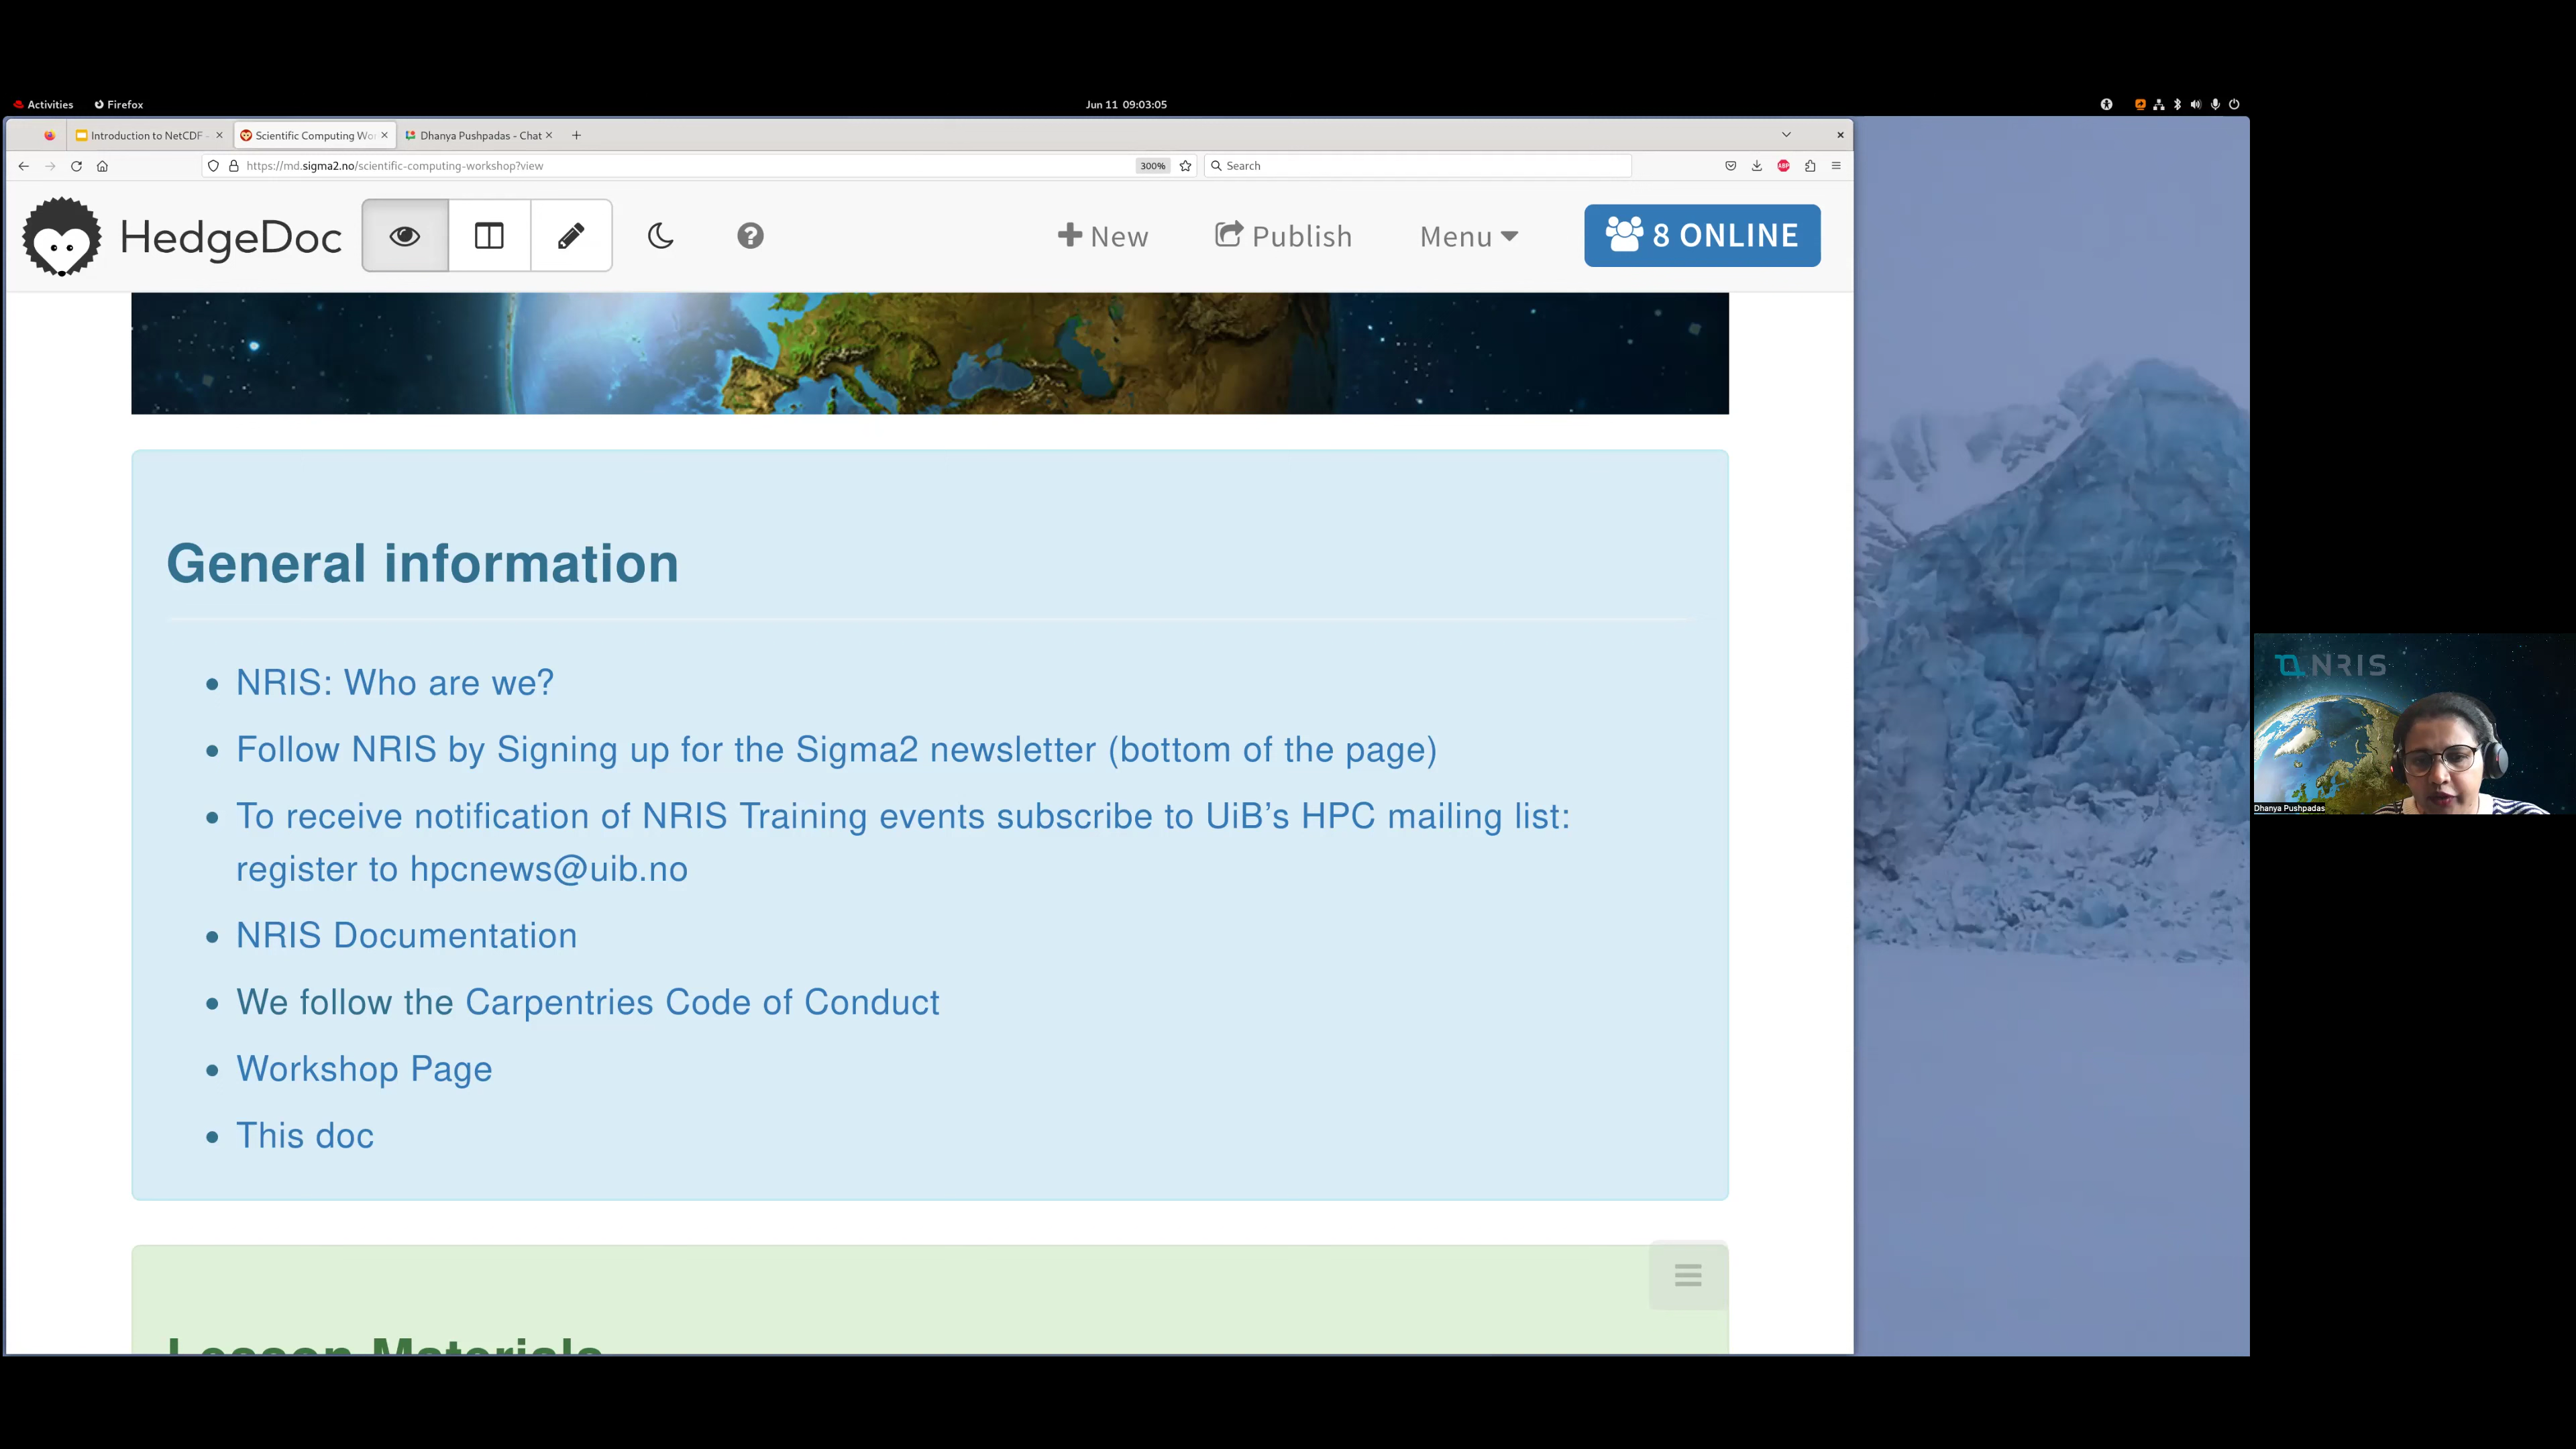 Activities Firefox Jun 11 09:03:05
Introduction to NetCDF - Scientific Computing Wor Dhanya Pushpadas - Chat
https://md.sigma2.no/scientific-computing-workshop?view 300% Search
HedgeDoc New Publish Menu 8 ONLINE
General information
NRIS: Who are we?
Follow NRIS by Signing up for the Sigma2 newsletter (bottom of the page)
To receive notification of NRIS Training events subscribe to UiB’s HPC mailing list:
register to hpcnews@uib.no
NRIS Documentation
We follow the Carpentries Code of Conduct
Workshop Page
This doc
Lesson Materials
NRIS
Dhanya Pushpadas
ABP